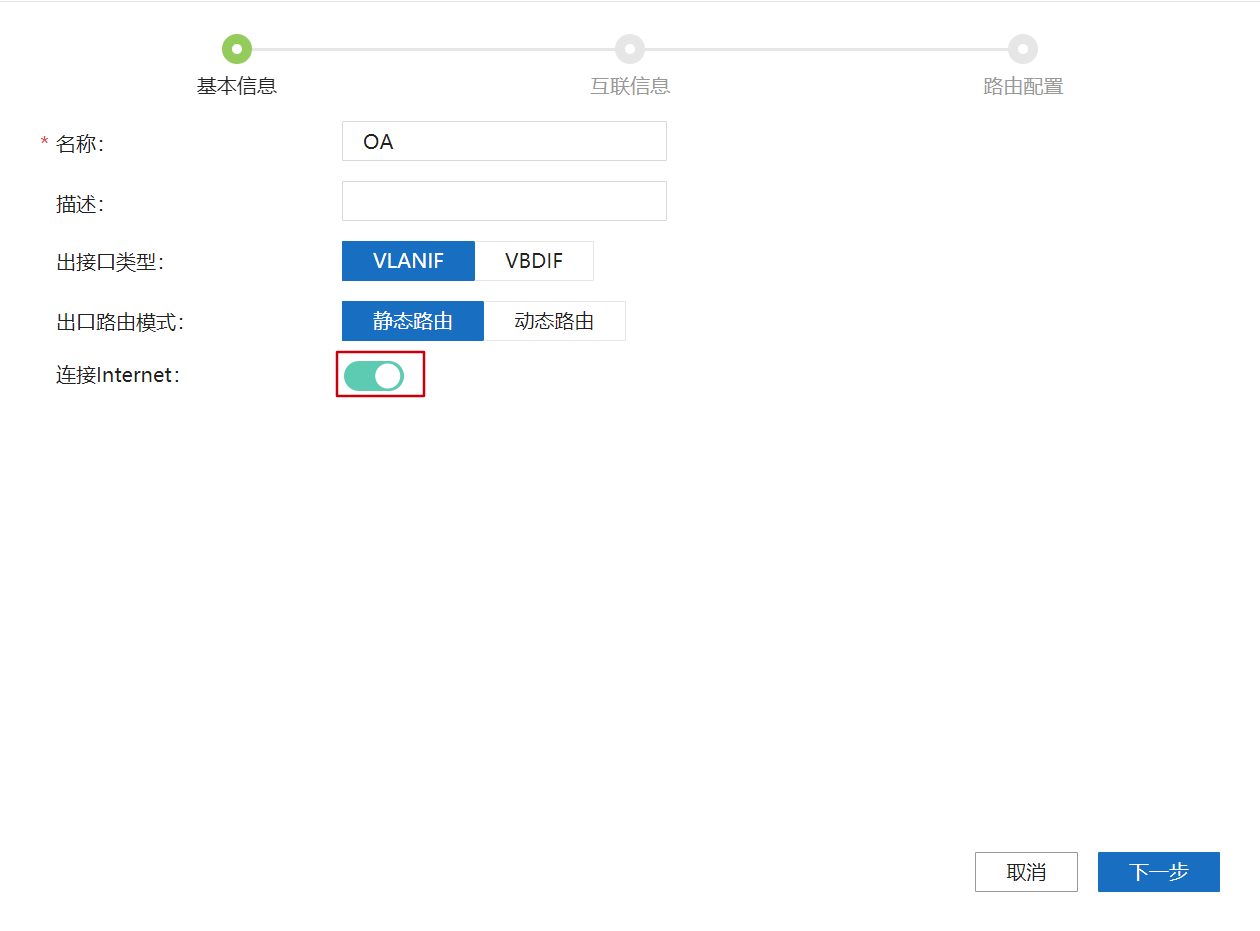 基本信息 互联信息 路由配置
* 名称: OA
描述:
出接口类型: VLANIF VBDIF
出口路由模式: 静态路由 动态路由
连接Internet:
取消 下一步